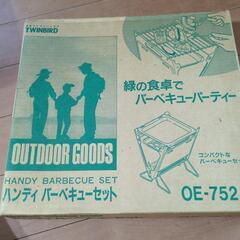 TWINBIRD
緑の食卓で
バーベキューパーティー
OUTDOOR GOODS
コンパクトな
バーベキューセット
HANDY BARBECUE SET
ハンディ バーベキューセット
OE-752